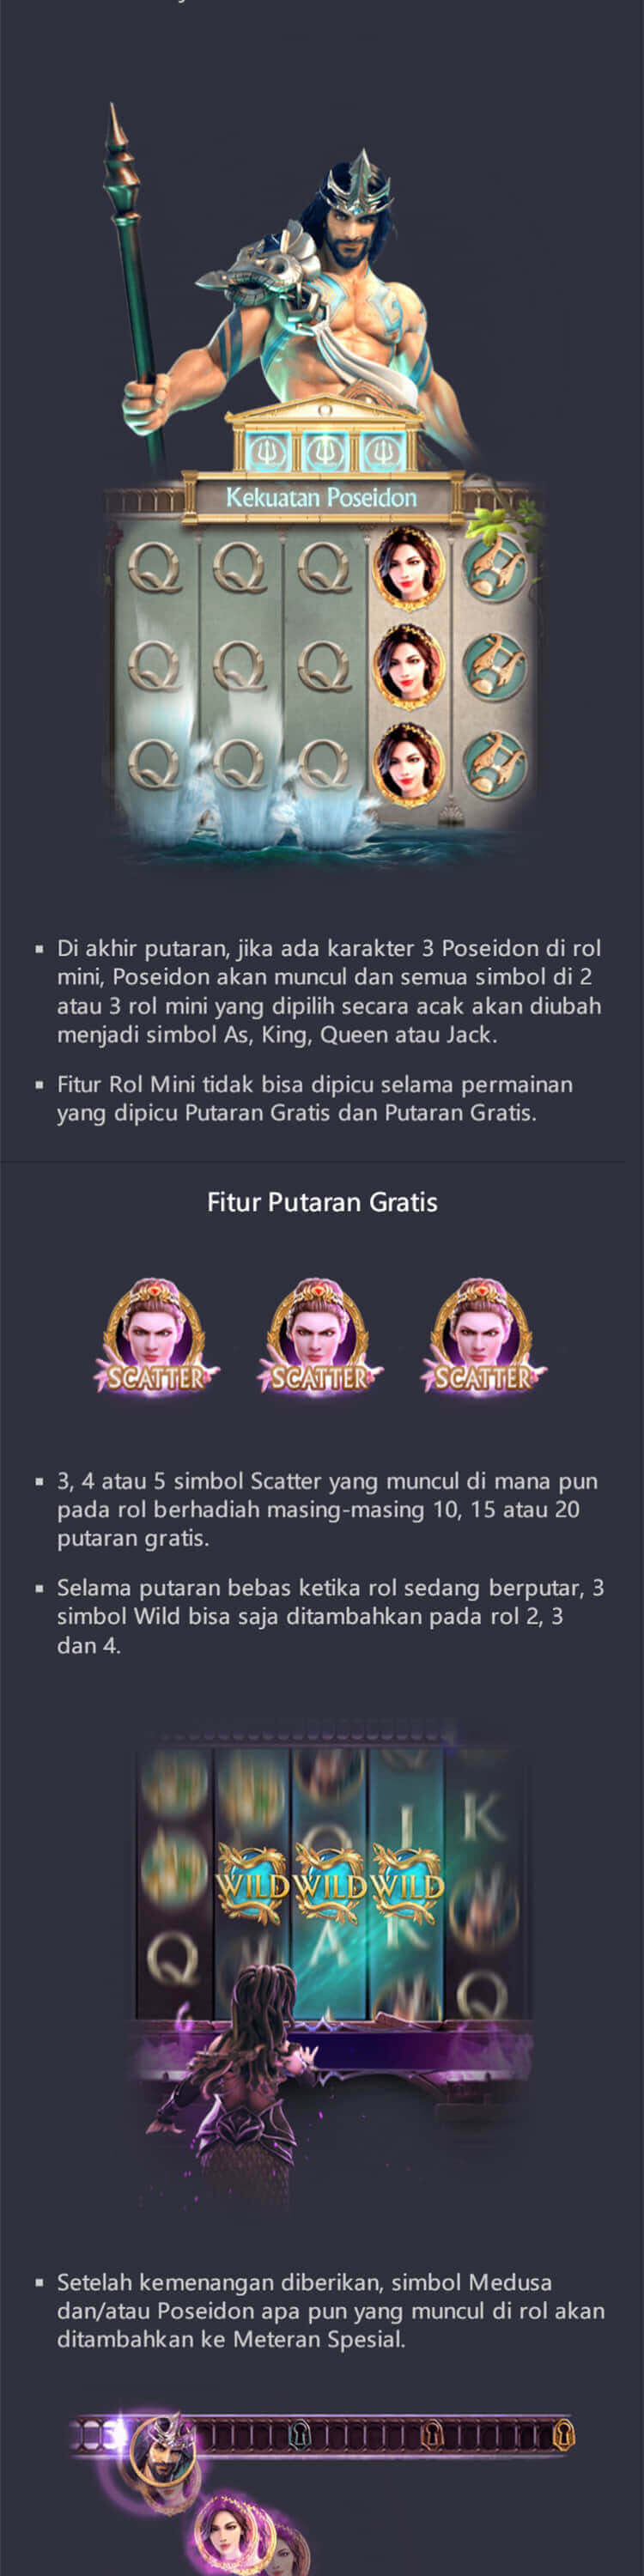 Kekuatan Poseidon
Q Q Q
Q Q Q
Q Q Q
▪ Di akhir putaran, jika ada karakter 3 Poseidon di rol
mini, Poseidon akan muncul dan semua simbol di 2
atau 3 rol mini yang dipilih secara acak akan diubah
menjadi simbol As, King, Queen atau Jack.
▪ Fitur Rol Mini tidak bisa dipicu selama permainan
yang dipicu Putaran Gratis dan Putaran Gratis.
Fitur Putaran Gratis
SCATTER SCATTER SCATTER
▪ 3, 4 atau 5 simbol Scatter yang muncul di mana pun
pada rol berhadiah masing-masing 10, 15 atau 20
putaran gratis.
▪ Selama putaran bebas ketika rol sedang berputar, 3
simbol Wild bisa saja ditambahkan pada rol 2, 3
dan 4.
J K
WILD WILD WILD
Q A K Q
▪ Setelah kemenangan diberikan, simbol Medusa
dan/atau Poseidon apa pun yang muncul di rol akan
ditambahkan ke Meteran Spesial.